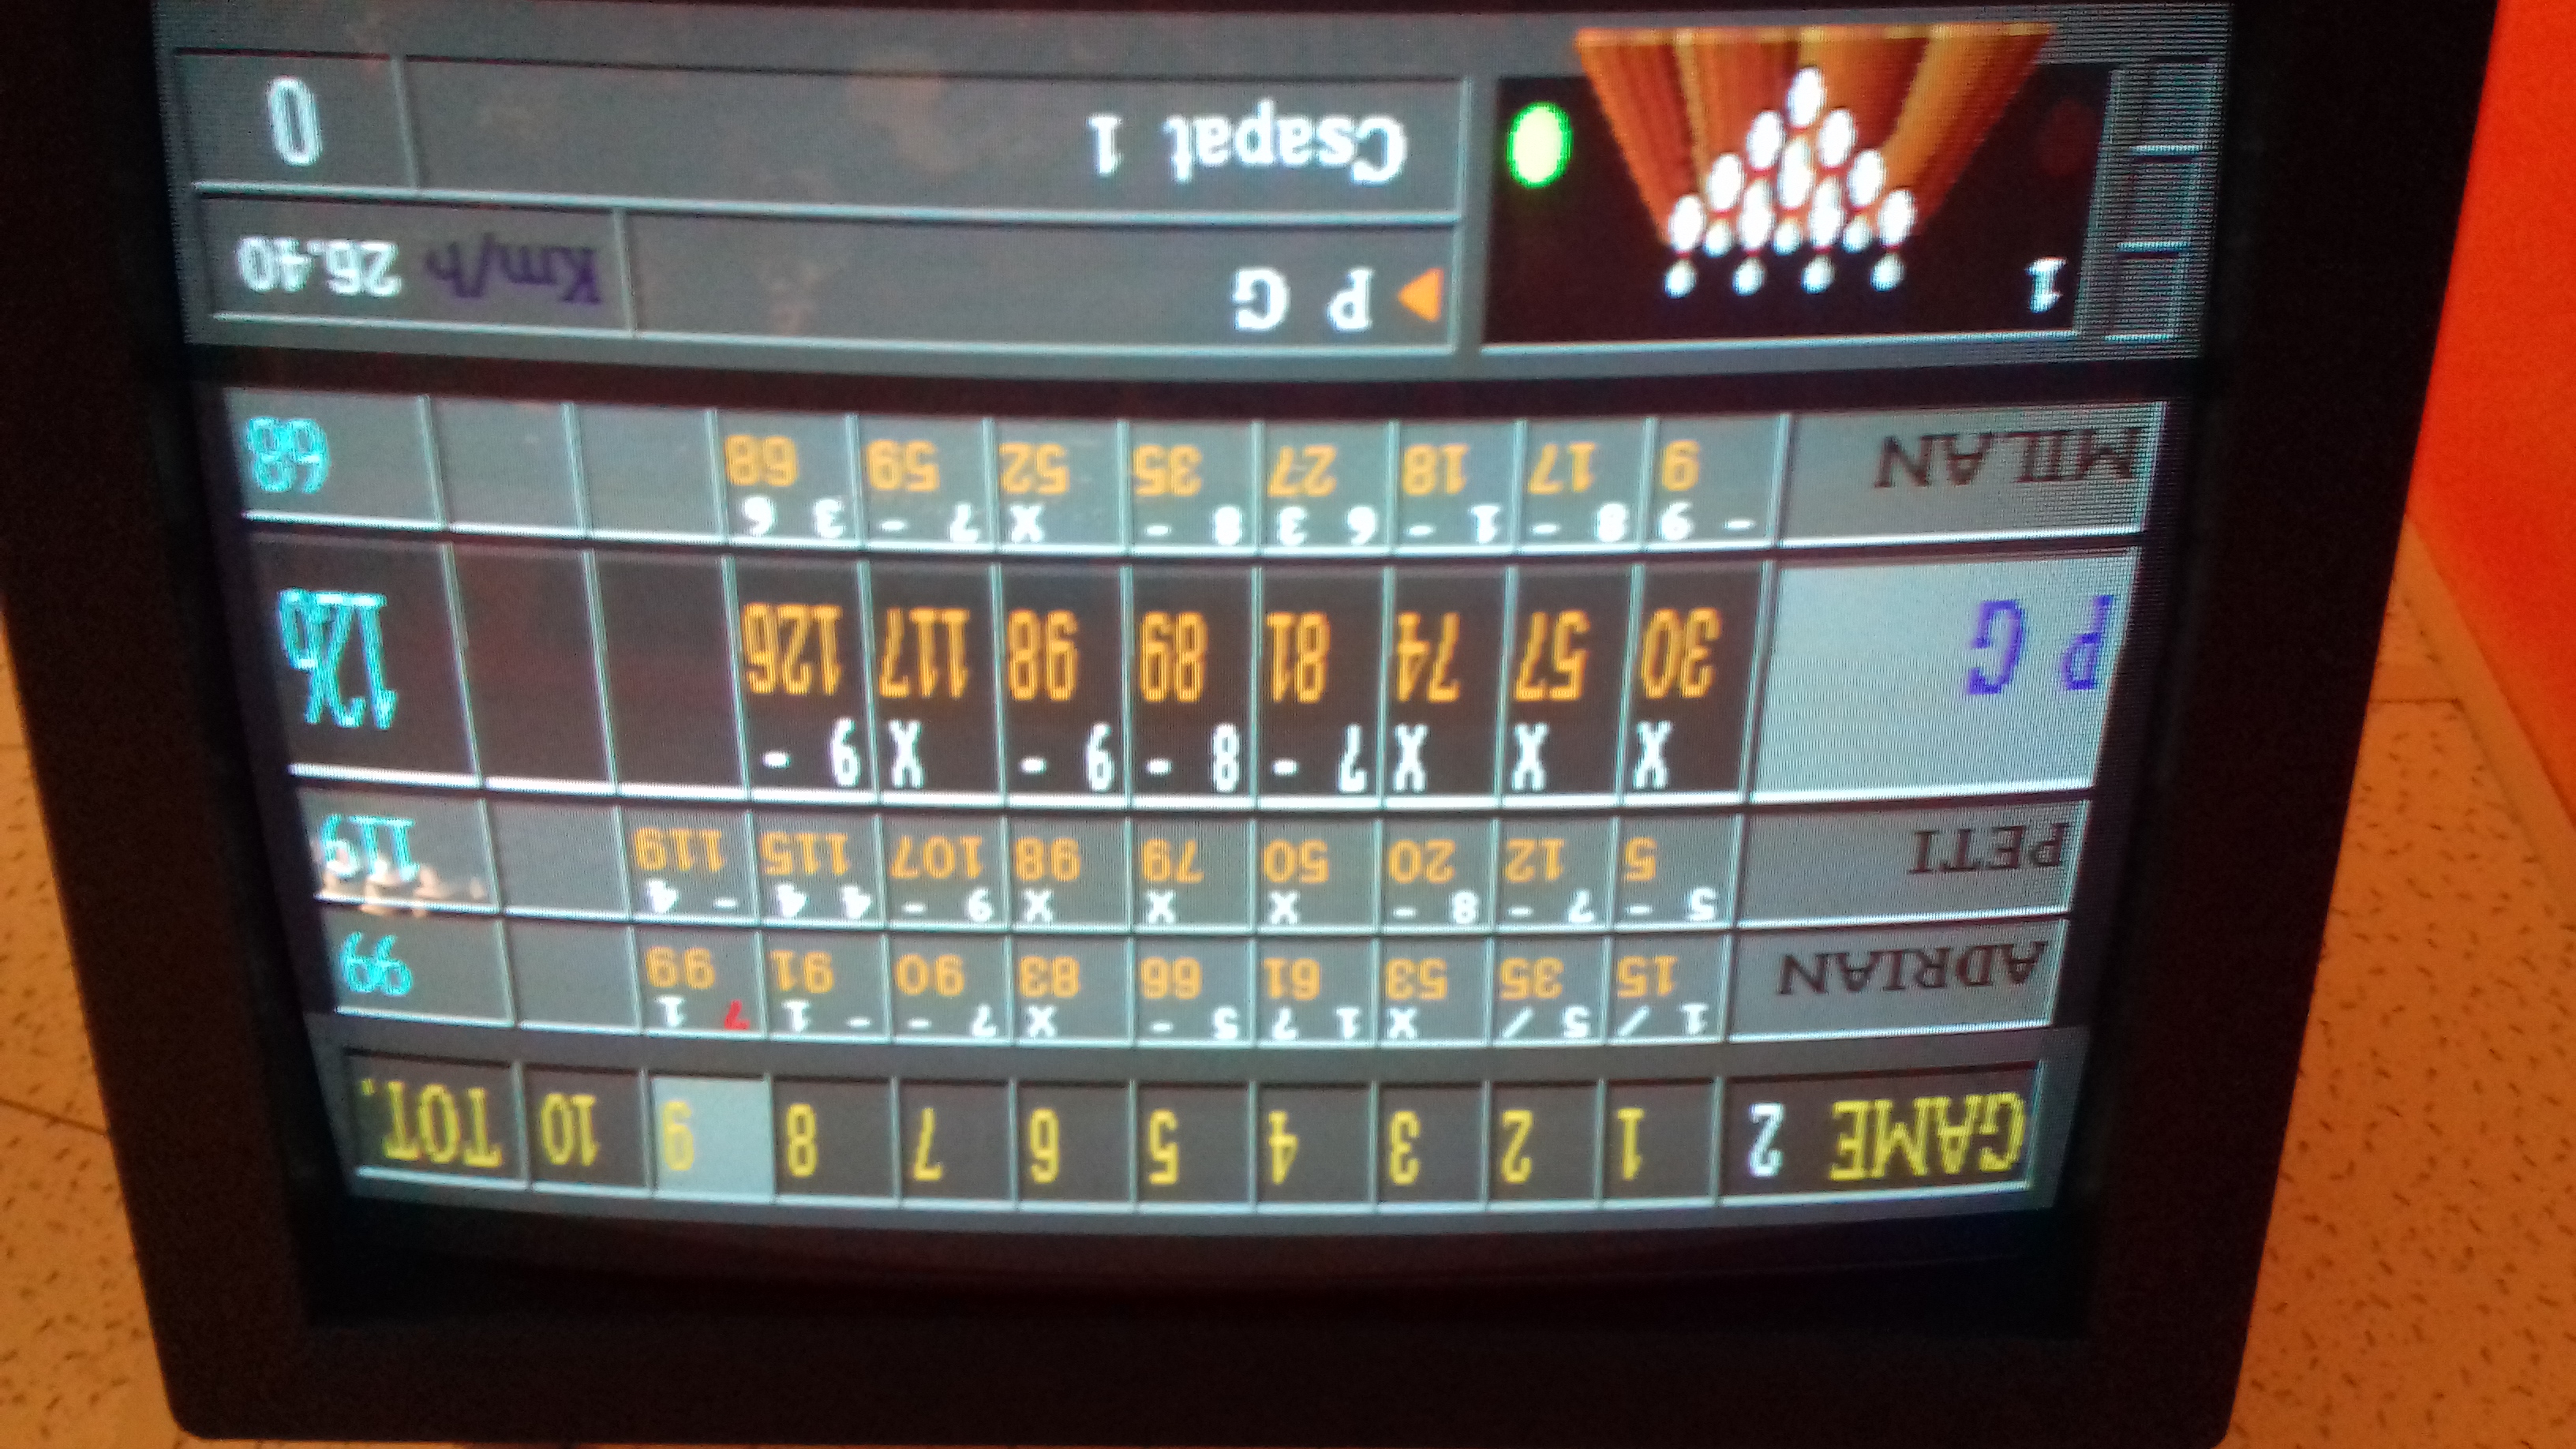 GAME 2 1 2 3 4 5 6 7 8 9 10 TOT.
1 / 5 / X 1 7 5 - X 7 - - 1 7 1
ADRIAN 15 35 53 61 66 83 90 91 99 99
5 - 7 - 8 - X X X 9 - 4 4 - 4
PETI 5 12 20 50 79 98 107 115 119 119
X X X 7 - 8 - 9 - X 9 -
P G 30 57 74 81 89 98 117 126 126
- 9 8 - 1 - 6 3 8 - X 7 - 3 6
MILAN 9 17 18 27 35 52 59 68 68
1
P G Km/h 26.40
Csapat 1 0